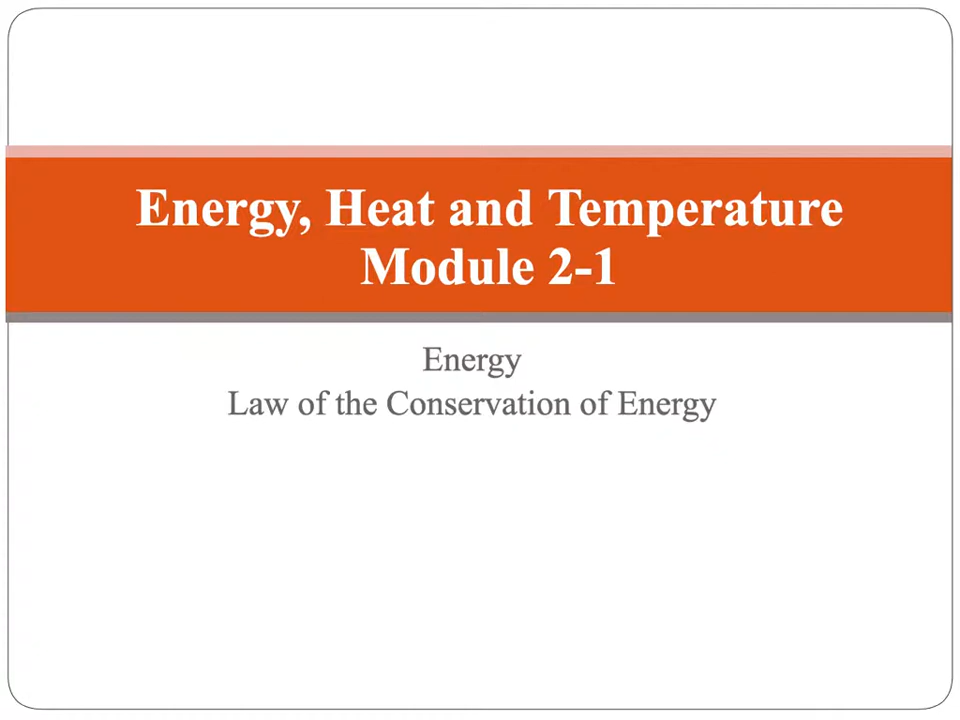 Energy, Heat and Temperature
Module 2-1
Energy
Law of the Conservation of Energy